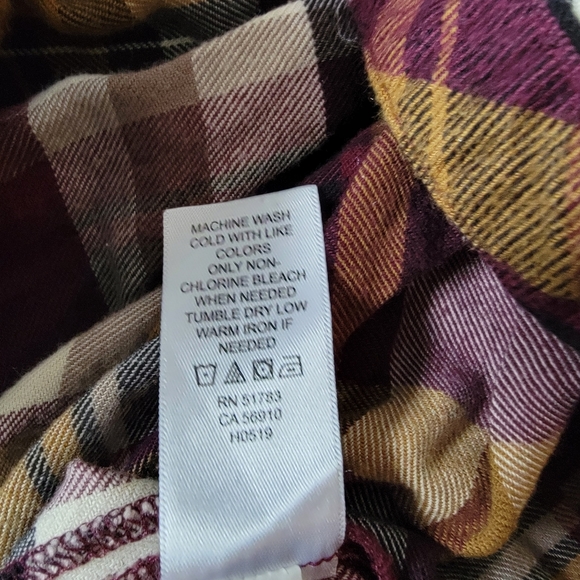 MACHINE WASH
COLD WITH LIKE
COLORS
ONLY NON-
CHLORINE BLEACH
WHEN NEEDED
TUMBLE DRY LOW
WARM IRON IF
NEEDED
RN 51783
CA 56910
H0519